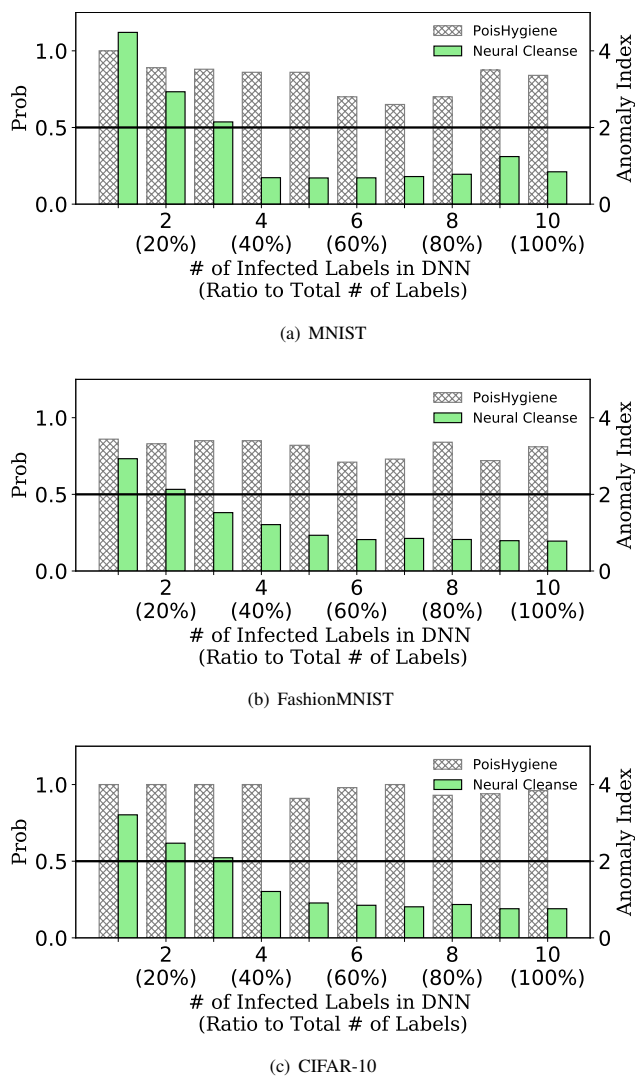 PoisHygiene
Neural Cleanse
Prob
Anomaly Index
1.0
0.5
0.0
4
2
0
2 4 6 8 10
(20%) (40%) (60%) (80%) (100%)
# of Infected Labels in DNN
(Ratio to Total # of Labels)
(a) MNIST
PoisHygiene
Neural Cleanse
Prob
Anomaly Index
1.0
0.5
0.0
4
2
0
2 4 6 8 10
(20%) (40%) (60%) (80%) (100%)
# of Infected Labels in DNN
(Ratio to Total # of Labels)
(b) FashionMNIST
PoisHygiene
Neural Cleanse
Prob
Anomaly Index
1.0
0.5
0.0
4
2
0
2 4 6 8 10
(20%) (40%) (60%) (80%) (100%)
# of Infected Labels in DNN
(Ratio to Total # of Labels)
(c) CIFAR-10